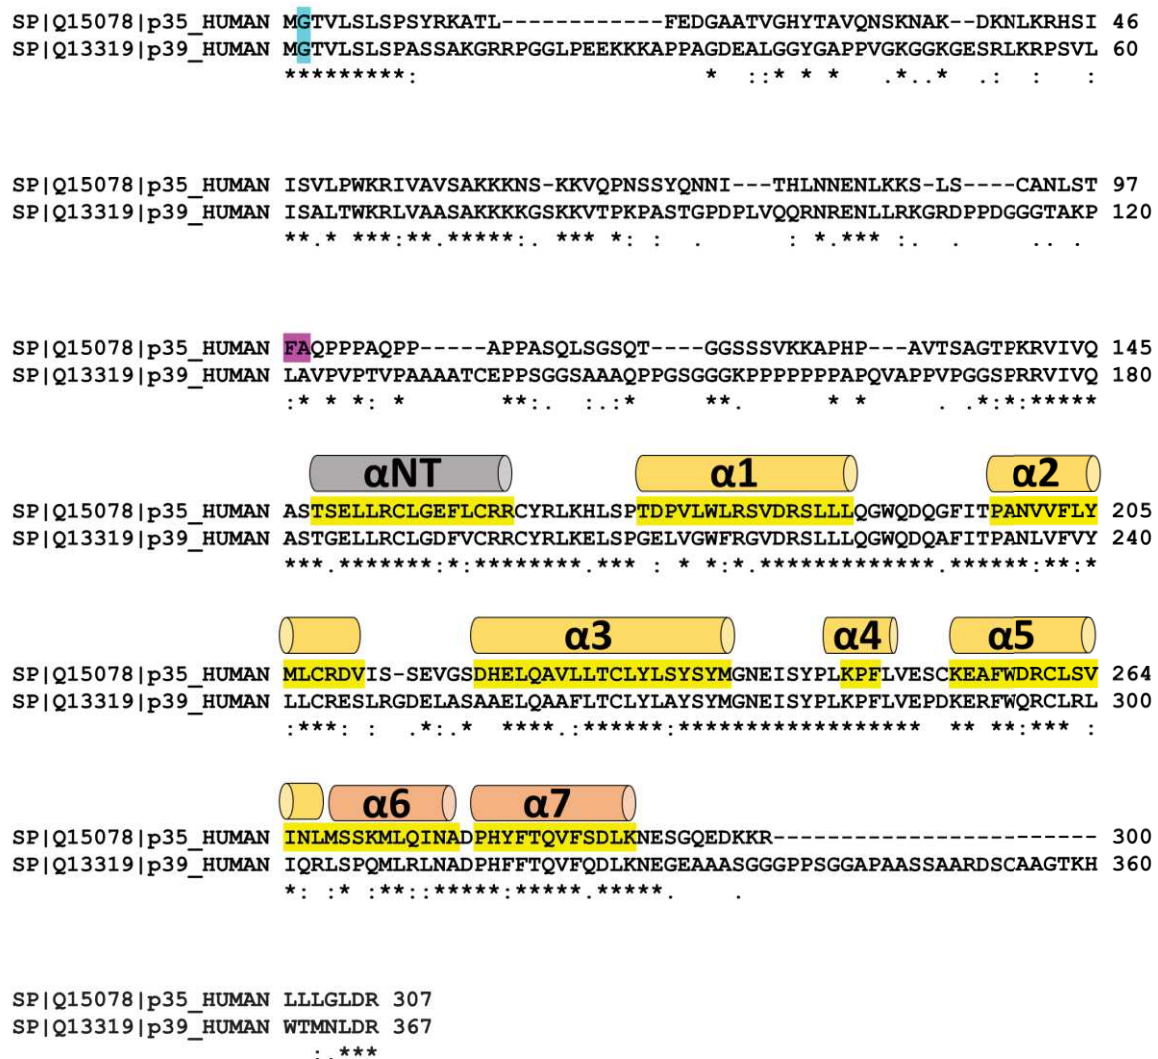 SP|Q15078|p35_HUMAN MGTVLSLSPSYRKATL------------FEDGAATVGHYTAVQNSKNAK--DKNLKRHSI 46
SP|Q13319|p39_HUMAN MGTVLSLSPASSAKGRRPGGLPEEKKKAPPAGDEALGGYGAPPVGKGGKGESRLKRPSVL 60
*********: * ::* * * .*..* .: : :
SP|Q15078|p35_HUMAN ISVLPWKRIVAVSAKKKNS-KKVQPNSSYQNNI---THLNNENLKKS-LS----CANLST 97
SP|Q13319|p39_HUMAN ISALTWKRLVAASAKKKKGSKKVTPKPASTGPDPLVQQRNRENLLRKGRDPPDGGGTAKP 120
**.* ***:**.*****:. *** *: : . : *.*** :. . .. .
SP|Q15078|p35_HUMAN FAQPPPAQPP-----APPASQLSGSQT----GGSSSVKKAPHP---AVTSAGTPKRVIVQ 145
SP|Q13319|p39_HUMAN LAVPVPTVPAAAATCEPPSGGSAAAQPPGSGGGKPPPPPPPAPQVAPPVPGGSPRRVIVQ 180
:* * *: * **:. :.:* **. * * . .*:*:*****
αNT α1 α2
SP|Q15078|p35_HUMAN ASTSELLRCLGEFLCRRCYRLKHLSPTDPVLWLRSVDRSLLLQGWQDQGFITPANVVFLY 205
SP|Q13319|p39_HUMAN ASTGELLRCLGDFVCRRCYRLKELSPGELVGWFRGVDRSLLLQGWQDQAFITPANLVFVY 240
***.*******:*:********.*** : * *:*.*************.******:**:*
α3 α4 α5
SP|Q15078|p35_HUMAN MLCRDVIS-SEVGSDHELQAVLLTCLYLSYSYMGNEISYPLKPFLVESCKEAFWDRCLSV 264
SP|Q13319|p39_HUMAN LLCRESLRGDELASAAELQAAFLTCLYLAYSYMGNEISYPLKPFLVEPDKERFWQRCLRL 300
:***: : .*:.* ****.:******:****************** ** **:*** :
α6 α7
SP|Q15078|p35_HUMAN INLMSSKMLQINADPHYFTQVFSDLKNESGQEDKKR------------------------ 300
SP|Q13319|p39_HUMAN IQRLSPQMLRLNADPHFFTQVFQDLKNEGEAAASGGGPPSGGAPAASSAARDSCAAGTKH 360
*: :* :**::*****:*****.*****. .
SP|Q15078|p35_HUMAN LLLGLDR 307
SP|Q13319|p39_HUMAN WTMNLDR 367
:.***